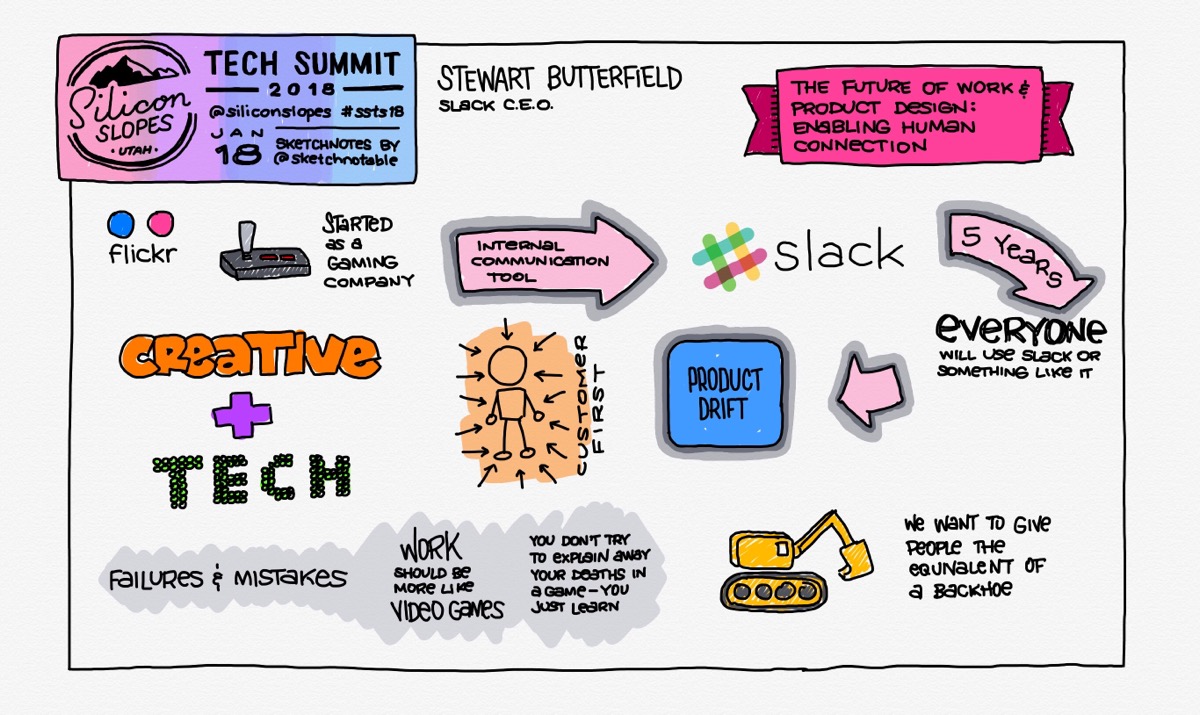 Silicon
SLOPES
• UTAH •
TECH SUMMIT
2018
@siliconslopes #ssts18
JAN
18
SKETCHNOTES BY
@sketchnotable
STEWART BUTTERFIELD
SLACK C.E.O.
THE FUTURE OF WORK &
PRODUCT DESIGN:
ENABLING HUMAN
CONNECTION
flickr
STARTED
as a
GAMING
COMPANY
INTERNAL
COMMUNICATION
TOOL
slack
5 Years
EVERYONE
WILL USE SLACK OR
SOMETHING LIKE IT
CREATIVE
+
TECH
CUSTOMER
FIRST
PRODUCT
DRIFT
FAILURES & MISTAKES
WORK
SHOULD BE
MORE LIKE
VIDEO GAMES
YOU DON'T TRY
TO EXPLAIN AWAY
YOUR DEATHS IN
a GAME – YOU
JUST LEARN
WE WANT TO GIVE
PEOPLE THE
EQUIVALENT OF
a BACKHOE